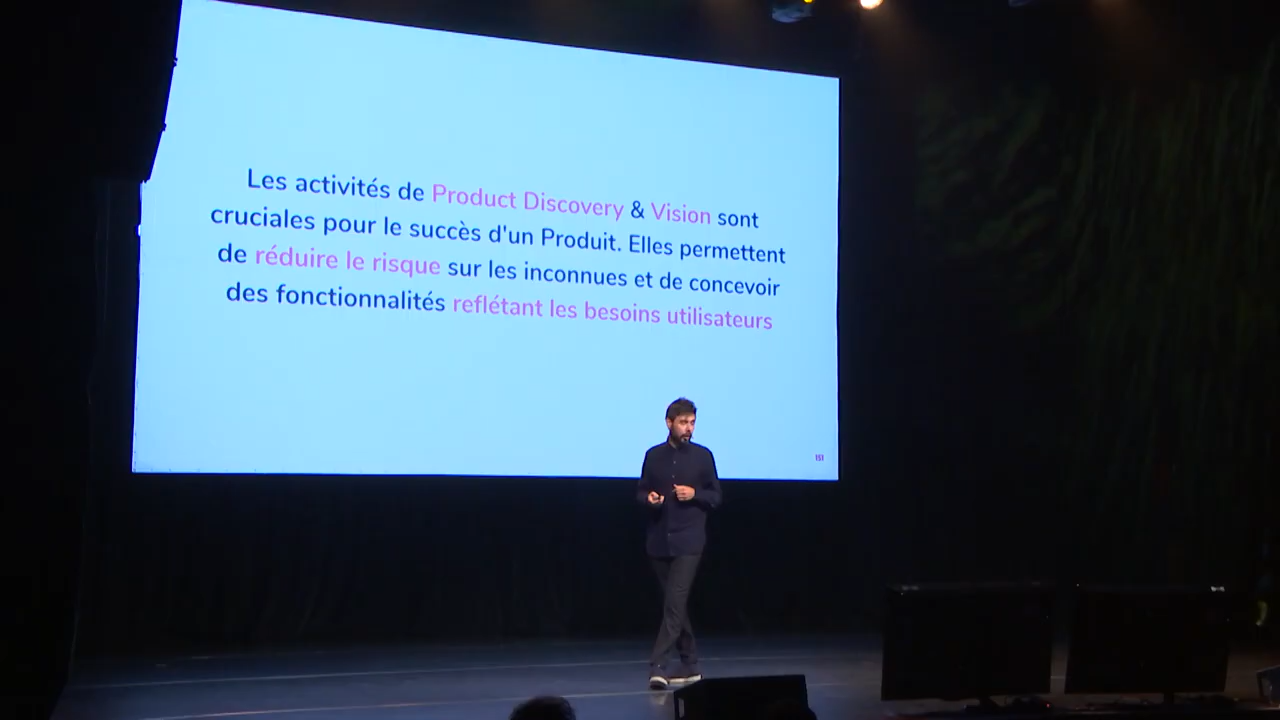 Les activités de Product Discovery & Vision sont
cruciales pour le succès d'un Produit. Elles permettent
de réduire le risque sur les inconnues et de concevoir
des fonctionnalités reflétant les besoins utilisateurs
151